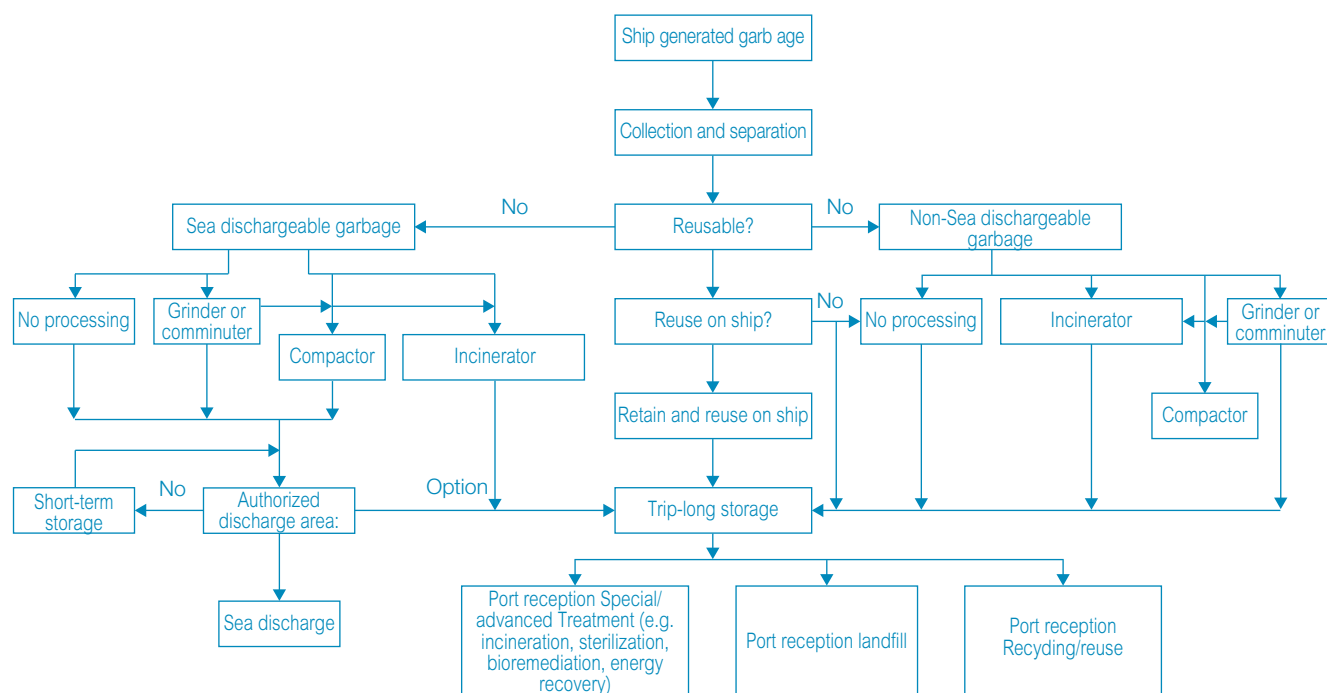 Ship generated garb age
Collection and separation
No
No
Sea dischargeable garbage
Reusable?
Non-Sea dischargeable
garbage
No processing
Grinder or
comminuter
Compactor
Incinerator
Reuse on ship?
No
No processing
Incinerator
Grinder or
comminuter
Compactor
Retain and reuse on ship
Short-term
storage
No
Authorized
discharge area:
Option
Trip-long storage
Sea discharge
Port reception Special/
advanced Treatment (e.g.
incineration, sterilization,
bioremediation, energy
recovery)
Port reception landfill
Port reception
Recyding/reuse